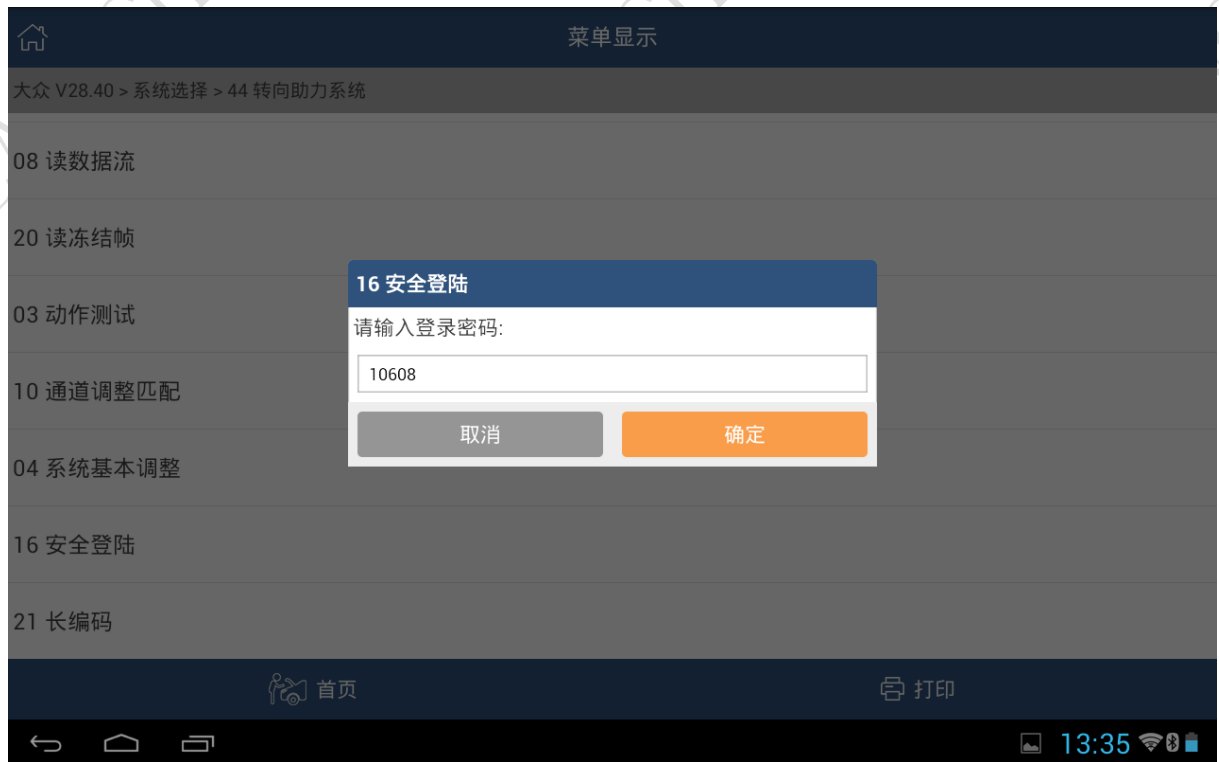 菜单显示
大众 V28.40 > 系统选择 > 44 转向助力系统
08 读数据流
20 读冻结帧
16 安全登陆
03 动作测试
请输入登录密码:
10608
10 通道调整匹配
取消 确定
04 系统基本调整
16 安全登陆
21 长编码
首页 打印
13:35